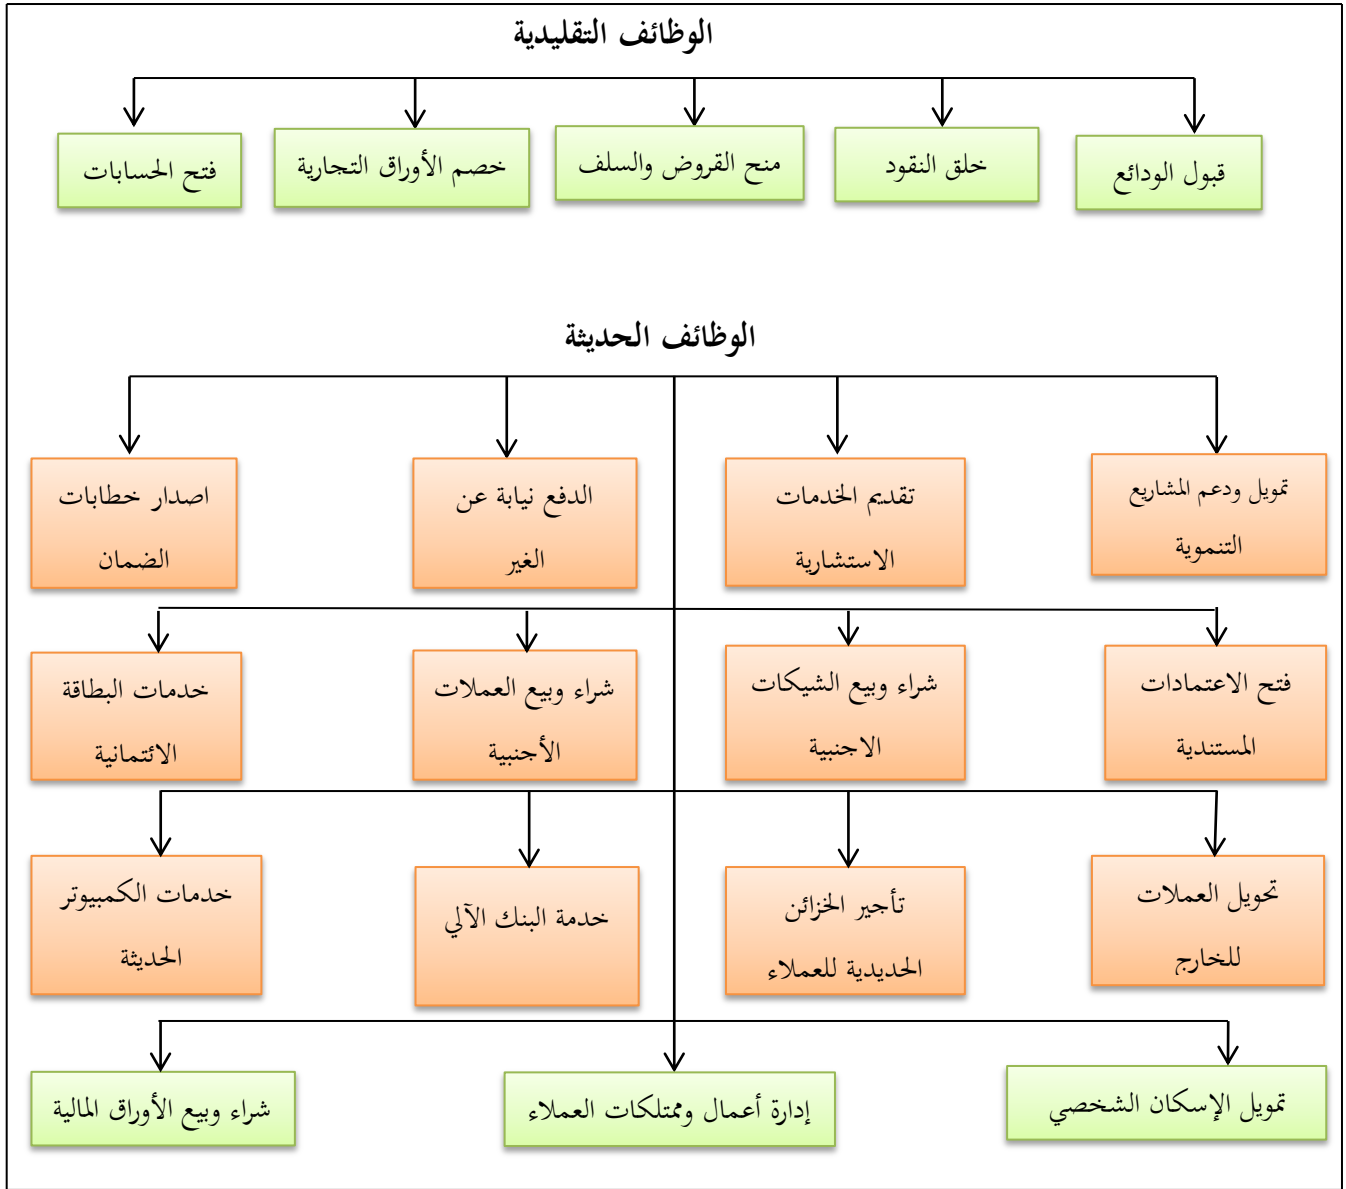 الوظائف التقليدية
قبول الودائع
خلق النقود
منح القروض والسلف
خصم الأوراق التجارية
فتح الحسابات
الوظائف الحديثة
تمويل ودعم المشاريع
التنموية
تقديم الخدمات
الاستشارية
الدفع نيابة عن
الغير
اصدار خطابات
الضمان
فتح الاعتمادات
المستندية
شراء وبيع الشيكات
الاجنبية
شراء وبيع العملات
الأجنبية
خدمات البطاقة
الائتمانية
تحويل العملات
للخارج
تأجير الخزائن
الحديدية للعملاء
خدمة البنك الآلي
خدمات الكمبيوتر
الحديثة
تمويل الإسكان الشخصي
إدارة أعمال وممتلكات العملاء
شراء وبيع الأوراق المالية